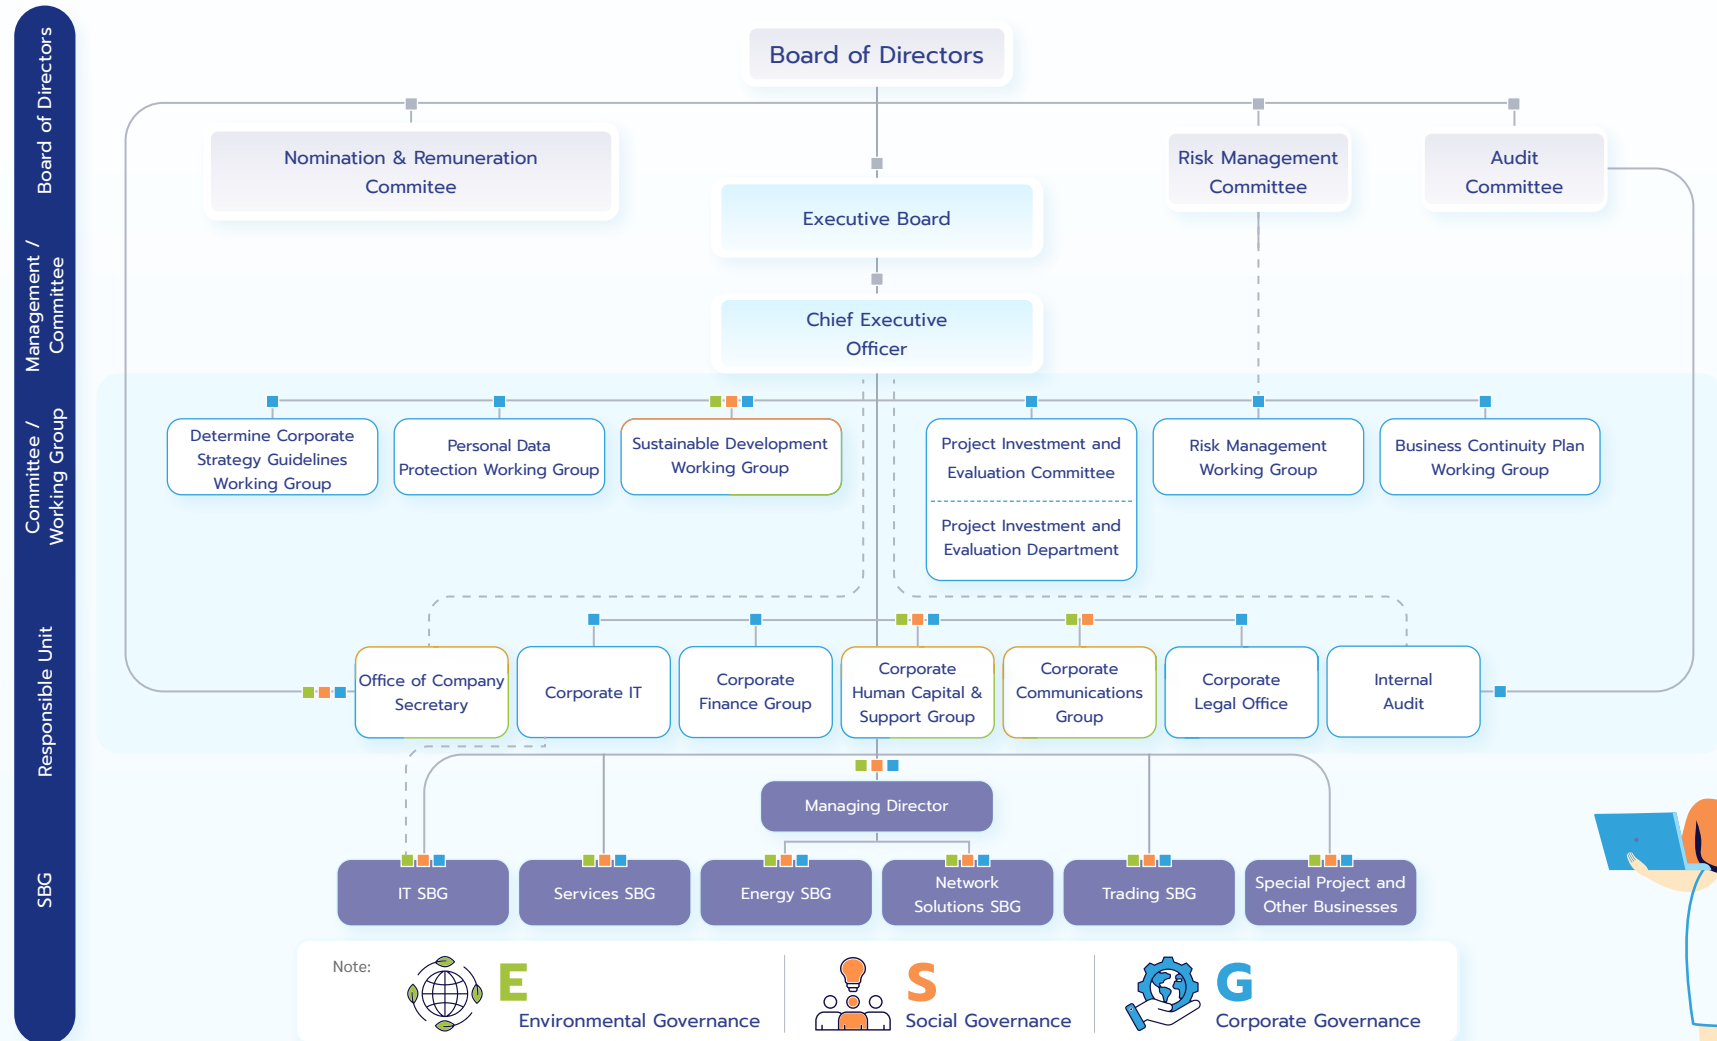 Board of Directors
Management /
Committee
Committee /
Working Group
Responsible Unit
SBG
Board of Directors
Nomination & Remuneration
Commitee
Risk Management
Committee
Audit
Committee
Executive Board
Chief Executive
Officer
Determine Corporate
Strategy Guidelines
Working Group
Personal Data
Protection Working Group
Sustainable Development
Working Group
Project Investment and
Evaluation Committee
Project Investment and
Evaluation Department
Risk Management
Working Group
Business Continuity Plan
Working Group
Office of Company
Secretary
Corporate IT
Corporate
Finance Group
Corporate
Human Capital &
Support Group
Corporate
Communications
Group
Corporate
Legal Office
Internal
Audit
Managing Director
IT SBG
Services SBG
Energy SBG
Network
Solutions SBG
Trading SBG
Special Project and
Other Businesses
Note:
E
Environmental Governance
S
Social Governance
G
Corporate Governance